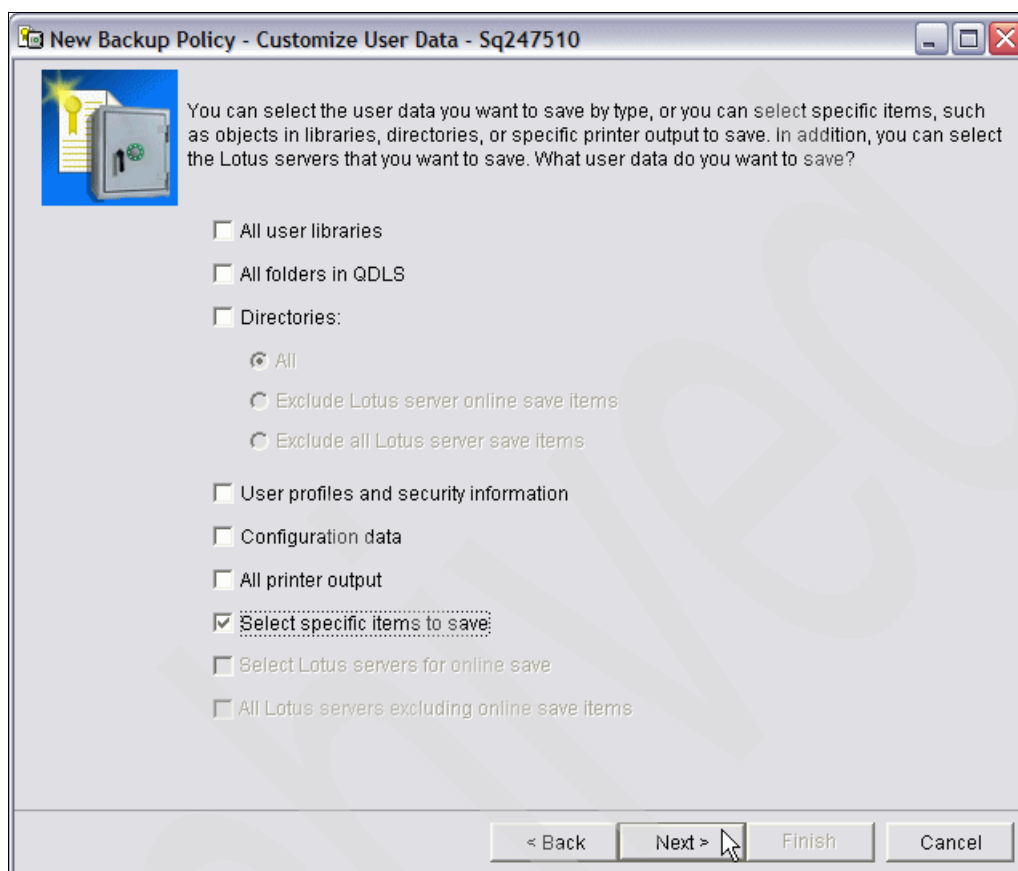 New Backup Policy - Customize User Data - Sq247510
You can select the user data you want to save by type, or you can select specific items, such
as objects in libraries, directories, or specific printer output to save. In addition, you can select
the Lotus servers that you want to save. What user data do you want to save?
All user libraries
All folders in QDLS
Directories:
All
Exclude Lotus server online save items
Exclude all Lotus server save items
User profiles and security information
Configuration data
All printer output
Select specific items to save
Select Lotus servers for online save
All Lotus servers excluding online save items
< Back
Next >
Finish
Cancel